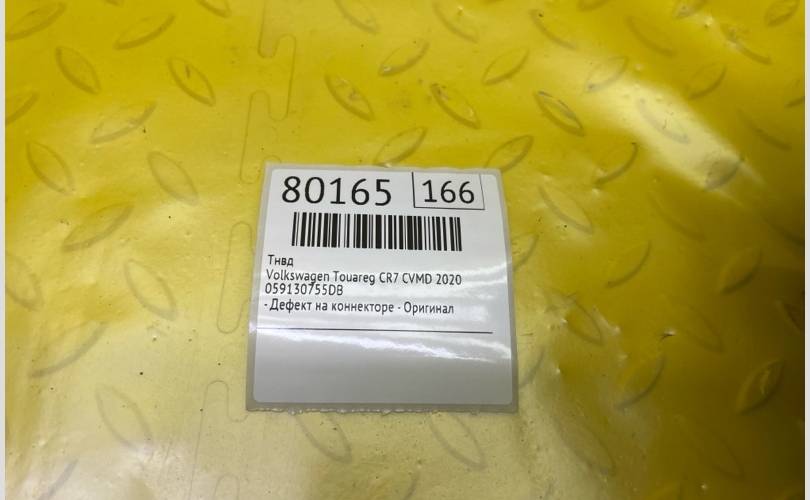 80165 166
Тнвд
Volkswagen Touareg CR7 CVMD 2020
059130755DB
- Дефект на коннекторе - Оригинал